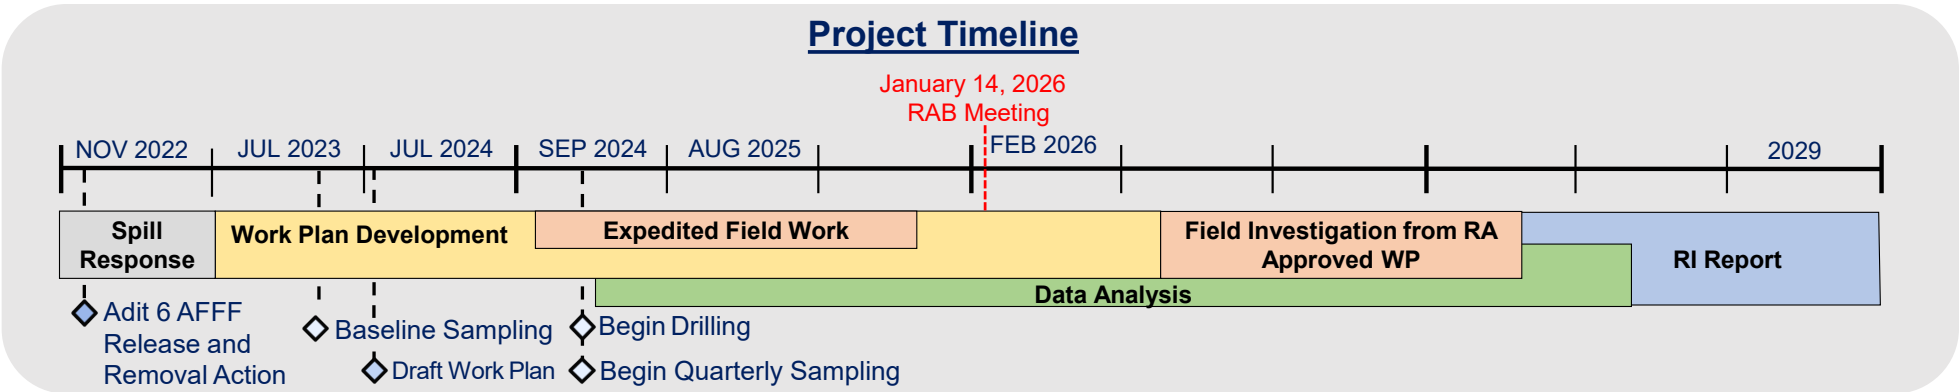 Project Timeline
January 14, 2026
RAB Meeting
NOV 2022
JUL 2023
JUL 2024
SEP 2024
AUG 2025
FEB 2026
2029
Spill
Response
Work Plan Development
Expedited Field Work
Field Investigation from RA
Approved WP
RI Report
Data Analysis
Adit 6 AFFF
Release and
Removal Action
Baseline Sampling
Draft Work Plan
Begin Drilling
Begin Quarterly Sampling